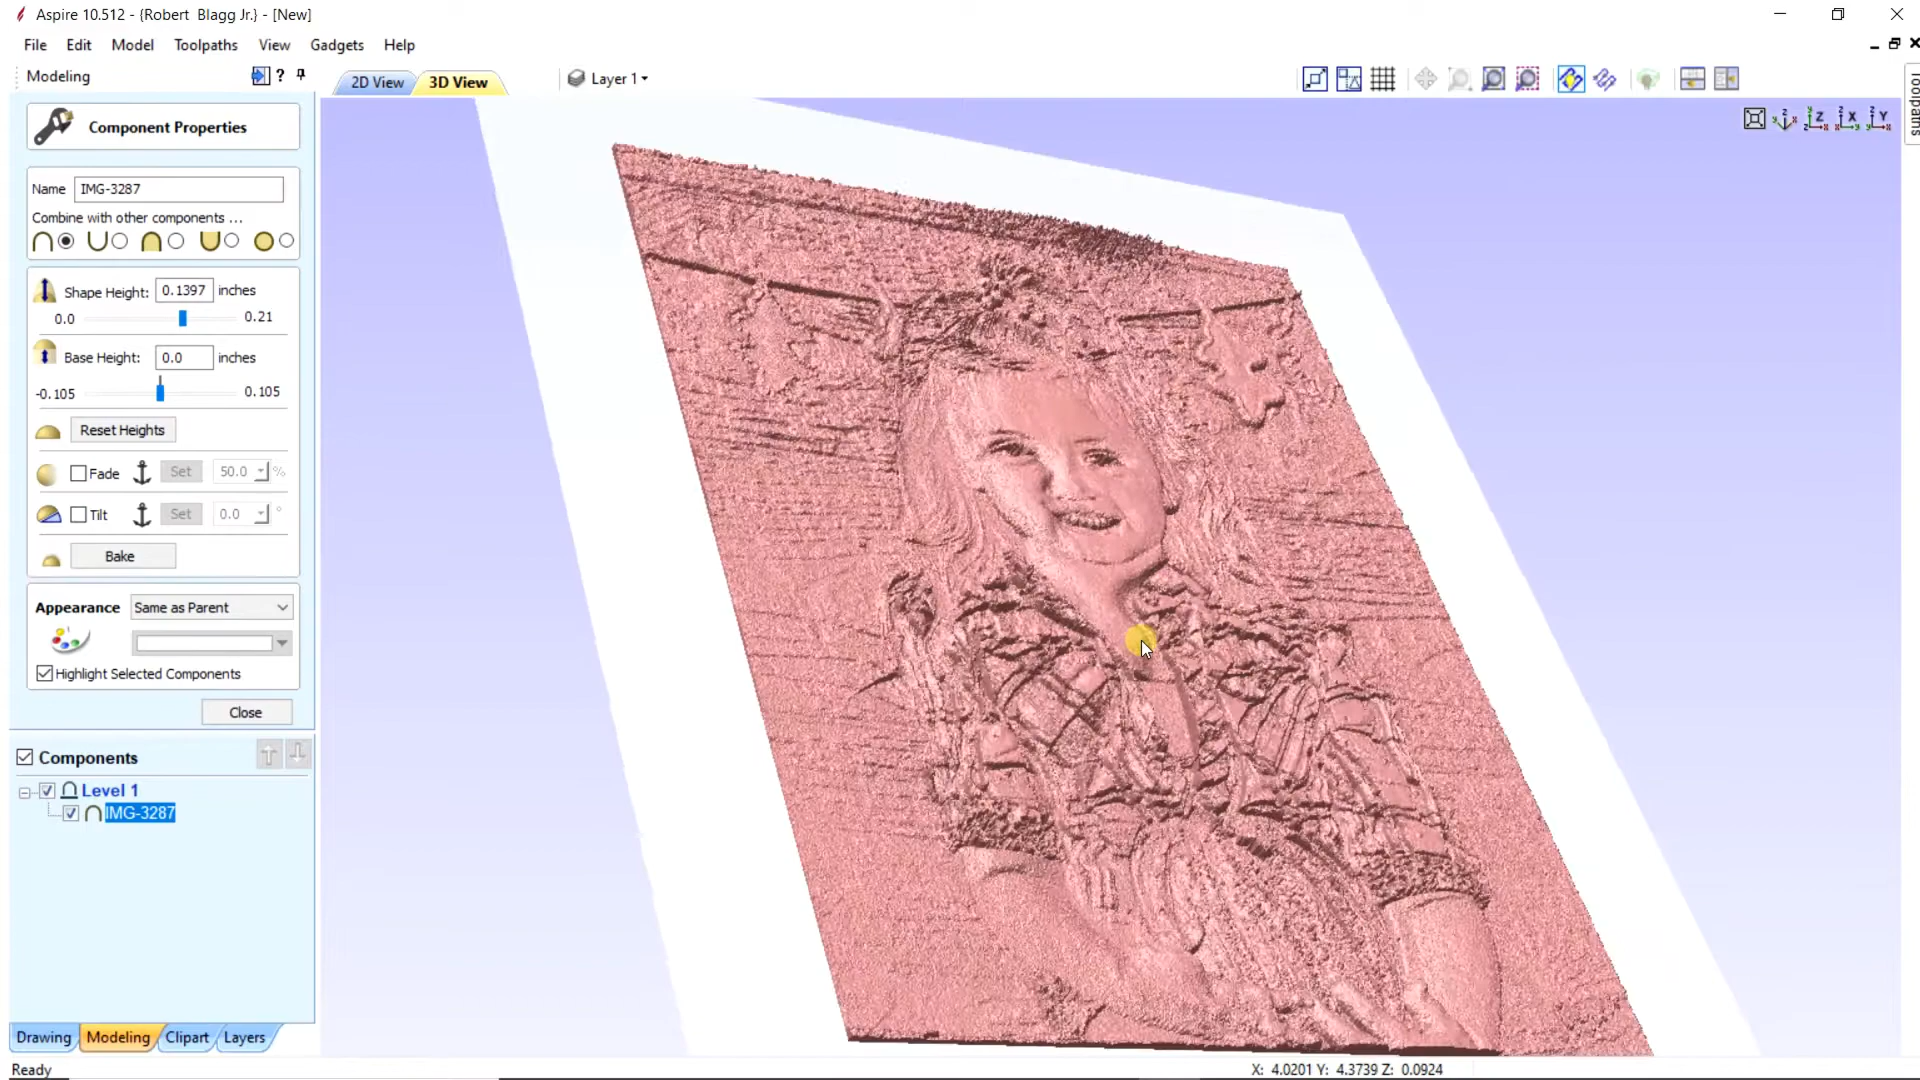 Aspire 10.512 - {Robert  Blagg Jr.} - [New]
File Edit Model Toolpaths View Gadgets Help
Modeling ?
2D View 3D View Layer 1
Toolpaths
Component Properties
Z X Y
Name IMG-3287
Combine with other components ...
Shape Height: 0.1397 inches
0.0 0.21
Base Height: 0.0 inches
-0.105 0.105
Reset Heights
Fade Set 50.0 %
Tilt Set 0.0 °
Bake
Appearance Same as Parent
Highlight Selected Components
Close
Components
Level 1
IMG-3287
Drawing Modeling Clipart Layers
Ready X: 4.0201 Y: 4.3739 Z: 0.0924